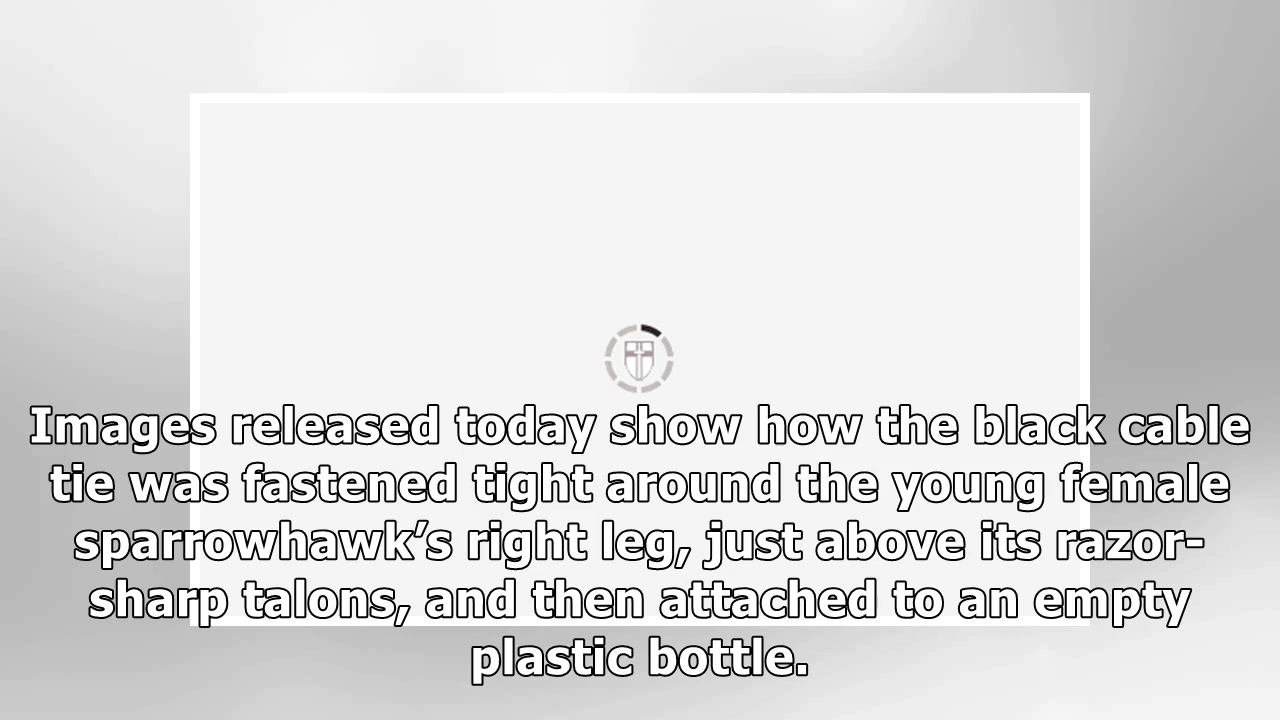 Images released today show how the black cable
tie was fastened tight around the young female
sparrowhawk’s right leg, just above its razor-
sharp talons, and then attached to an empty
plastic bottle.